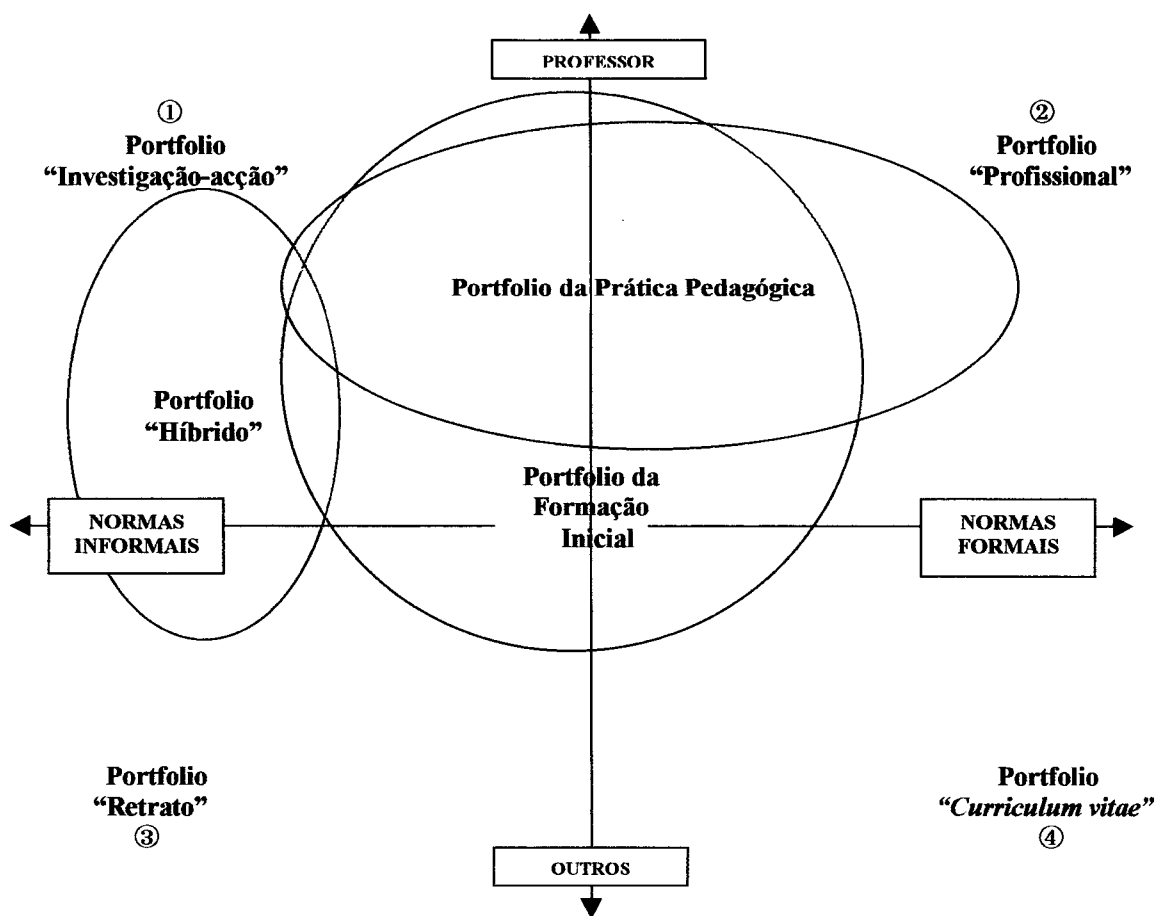 PROFESSOR
①
Portfolio
“Investigação-acção”
②
Portfolio
“Profissional”
Portfolio da Prática Pedagógica
Portfolio
“Híbrido”
Portfolio da
Formação
Inicial
NORMAS
INFORMAIS
NORMAS
FORMAIS
Portfolio
“Retrato”
③
Portfolio
“Curriculum vitae”
④
OUTROS